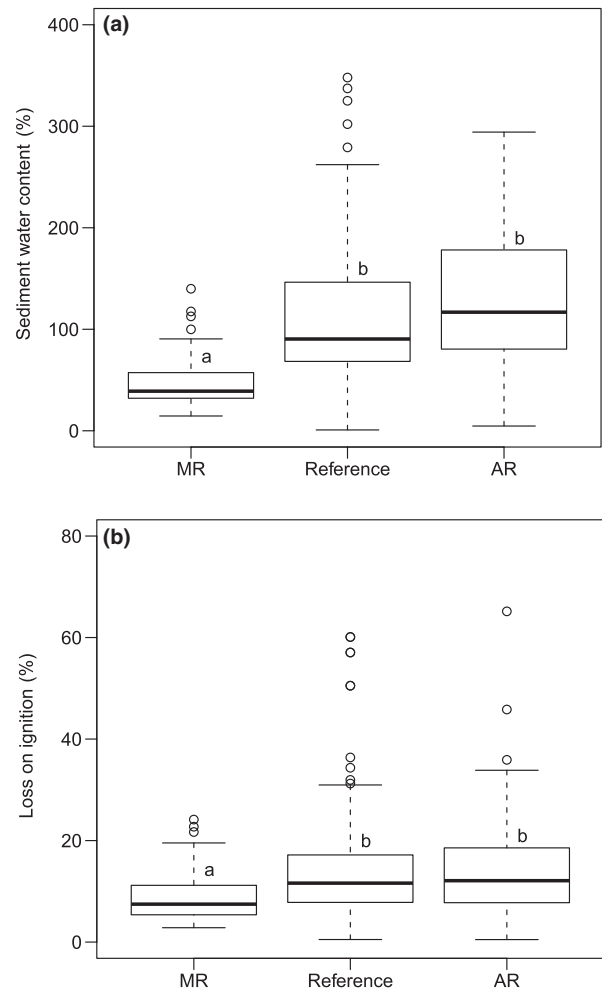 (a)
Sediment water content (%)
400
300
200
100
0
a
b
b
MR
Reference
AR
(b)
Loss on ignition (%)
80
60
40
20
0
a
b
b
MR
Reference
AR